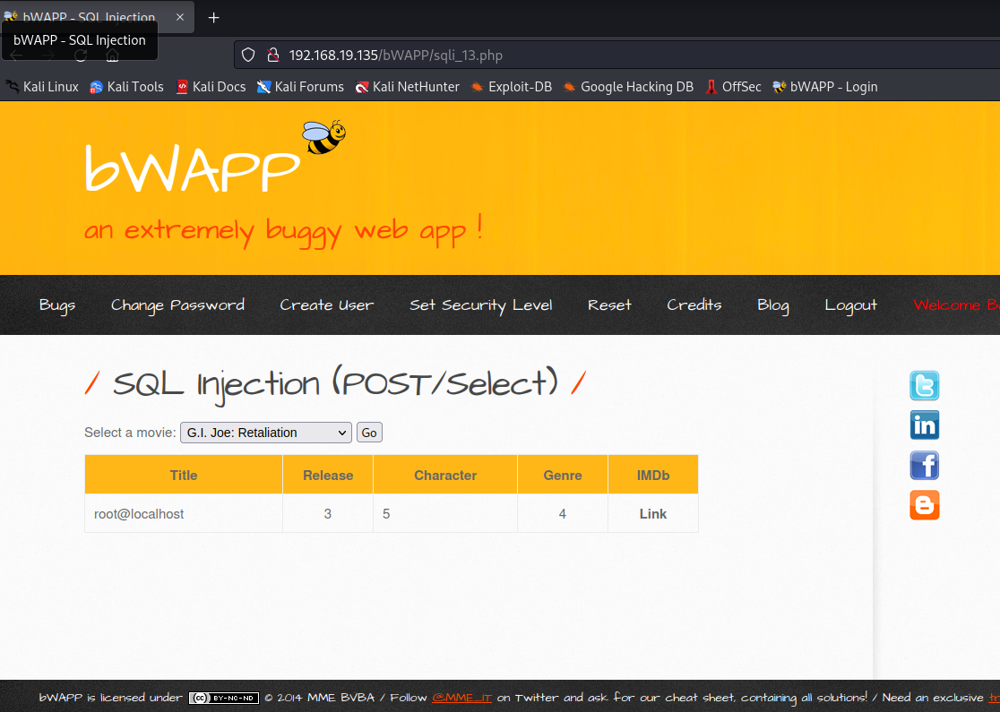 bWAPP - SQL Injection
bWAPP - SQL Injection
192.168.19.135/bWAPP/sqli_13.php
Kali Linux Kali Tools Kali Docs Kali Forums Kali NetHunter Exploit-DB Google Hacking DB OffSec bWAPP - Login
bWAPP
an extremely buggy web app !
Bugs Change Password Create User Set Security Level Reset Credits Blog Logout Welcome
/ SQL Injection (POST/Select) /
Select a movie: G.I. Joe: Retaliation Go
Title Release Character Genre IMDb
root@localhost 3 5 4 Link
bWAPP is licensed under (cc) BY-NC-ND © 2014 MME BVBA / Follow @MME_IT on Twitter and ask for our cheat sheet, containing all solutions! / Need an exclusive